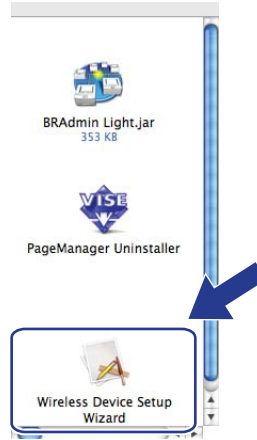 BRAdmin Light.jar
353 KB
VISE
PageManager Uninstaller
Wireless Device Setup
Wizard